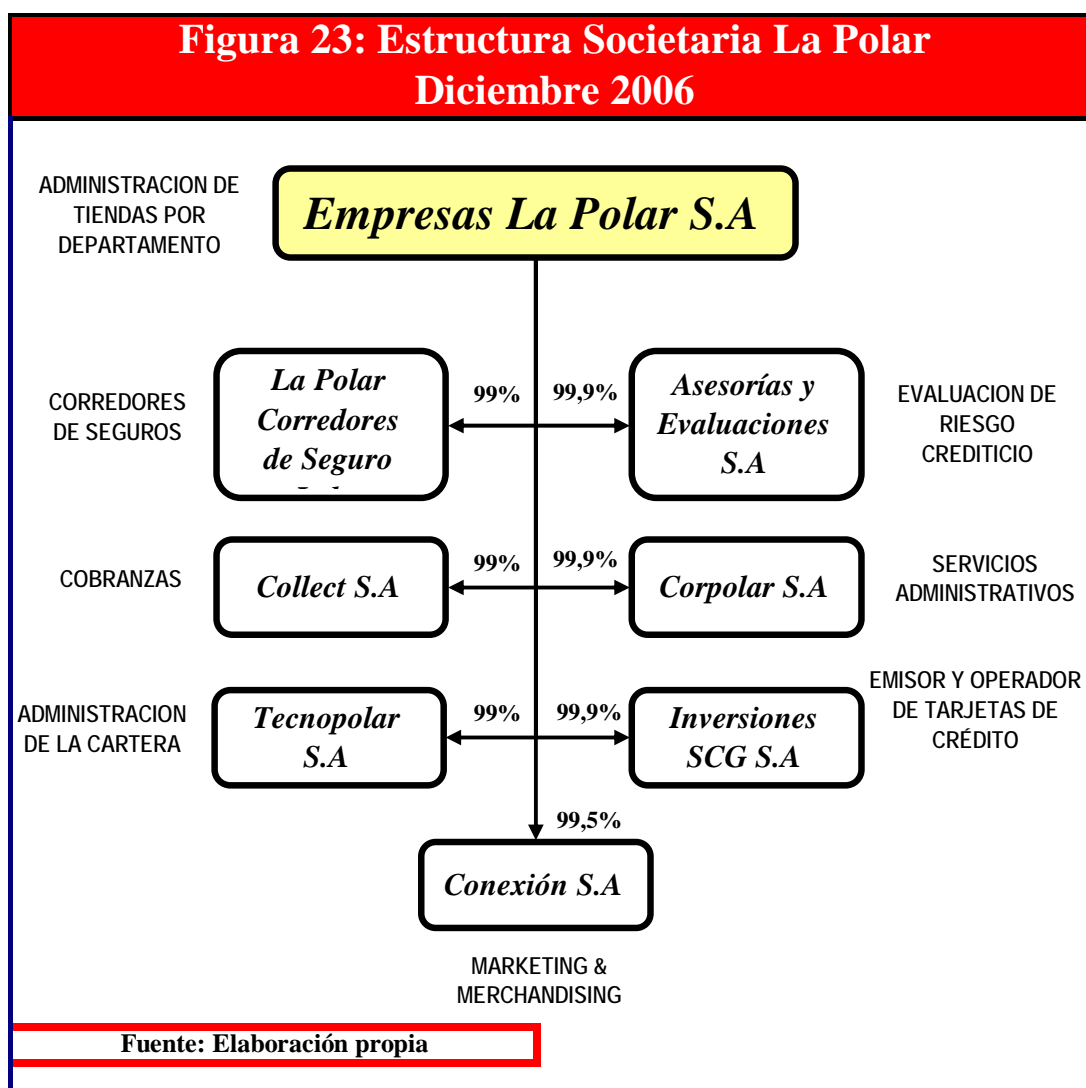 Figura 23: Estructura Societaria La Polar
Diciembre 2006
ADMINISTRACION DE
TIENDAS POR
DEPARTAMENTO
Empresas La Polar S.A
CORREDORES
DE SEGUROS
La Polar
Corredores
de Seguro
99%
99,9%
Asesorías y
Evaluaciones
S.A
EVALUACION DE
RIESGO
CREDITICIO
COBRANZAS
Collect S.A
99%
99,9%
Corpolar S.A
SERVICIOS
ADMINISTRATIVOS
ADMINISTRACION
DE LA CARTERA
Tecnopolar
S.A
99%
99,9%
Inversiones
SCG S.A
EMISOR Y OPERADOR
DE TARJETAS DE
CRÉDITO
99,5%
Conexión S.A
MARKETING &
MERCHANDISING
Fuente: Elaboración propia